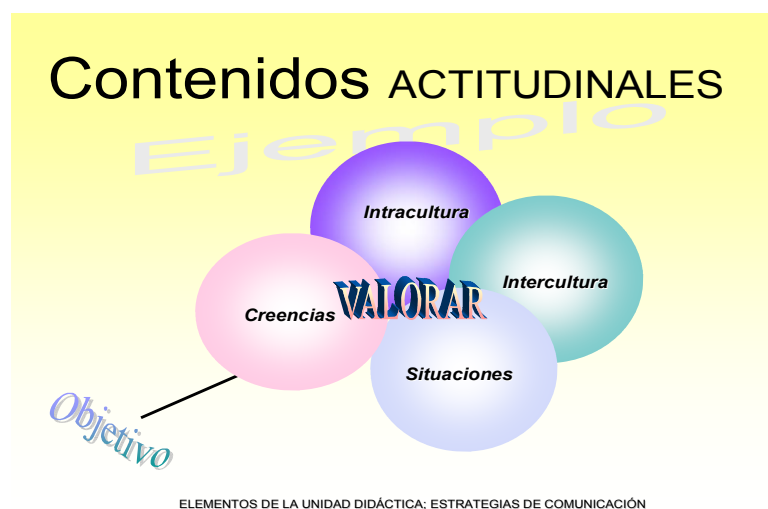 Contenidos ACTITUDINALES
Ejemplo
Intracultura
Intercultura
VALORAR
Creencias
Situaciones
Objetivo
ELEMENTOS DE LA UNIDAD DIDÁCTICA; ESTRATEGIAS DE COMUNICACIÓN